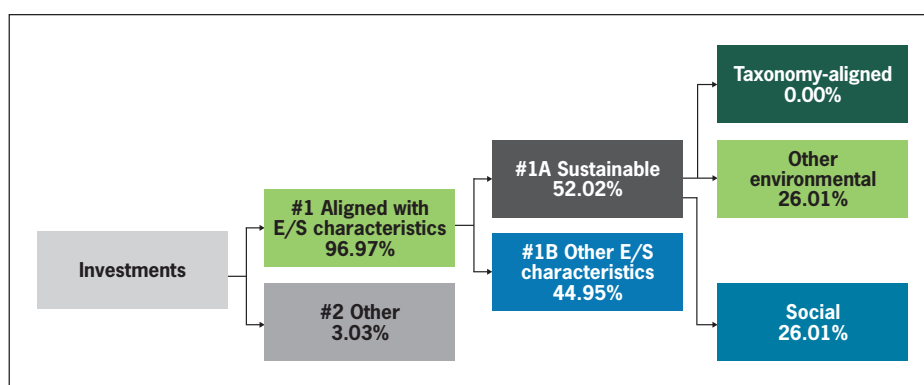 Investments
#1 Aligned with
E/S characteristics
96.97%
#2 Other
3.03%
#1A Sustainable
52.02%
#1B Other E/S
characteristics
44.95%
Taxonomy-aligned
0.00%
Other
environmental
26.01%
Social
26.01%